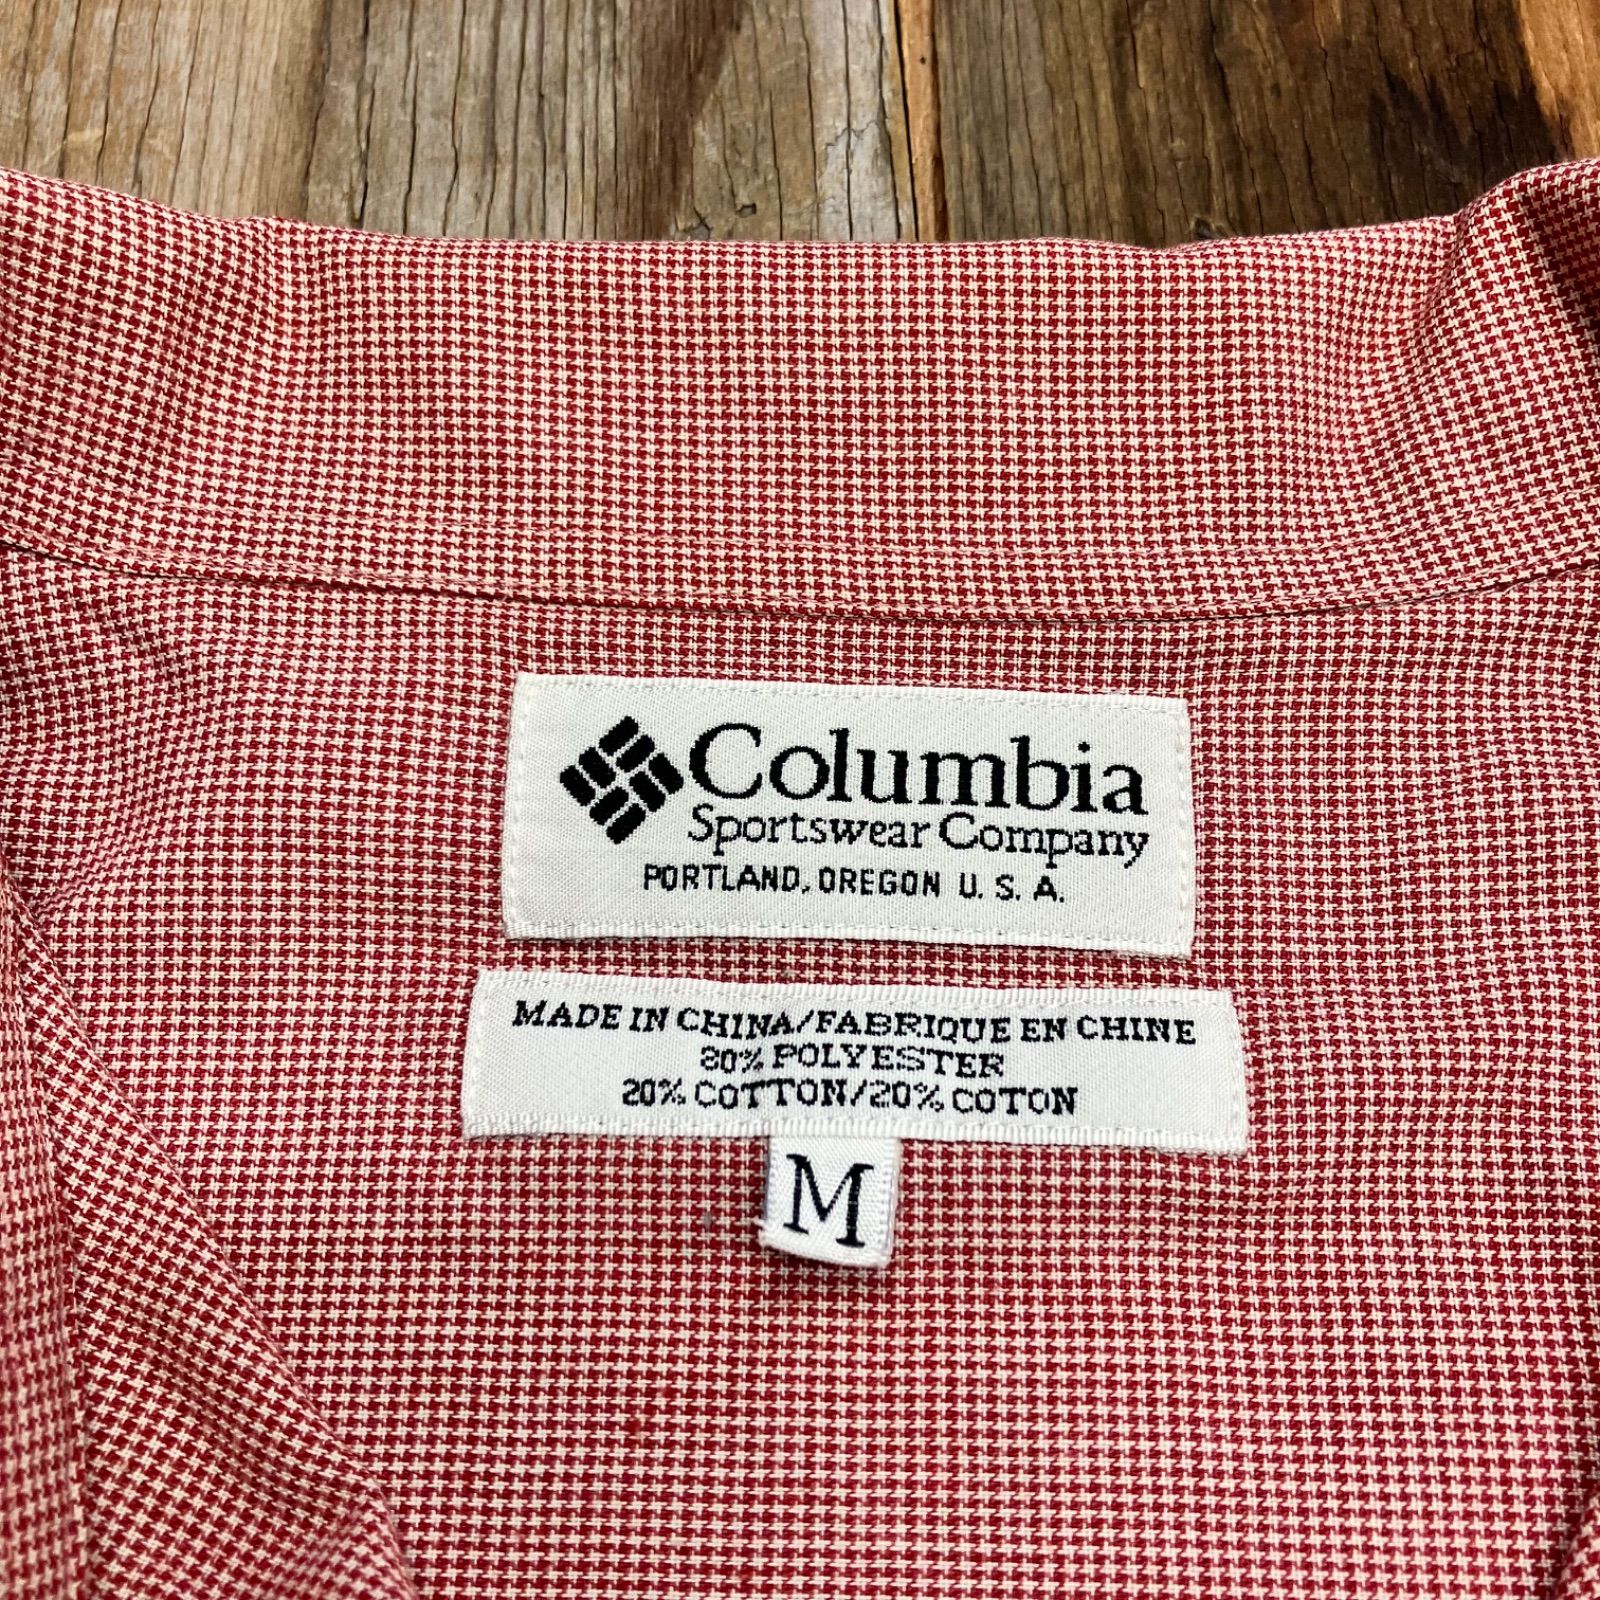 Columbia
Sportswear Company
PORTLAND, OREGON U. S. A.
MADE IN CHINA/FABRIQUE EN CHINE
80% POLYESTER
20% COTTON/20% COTON
M